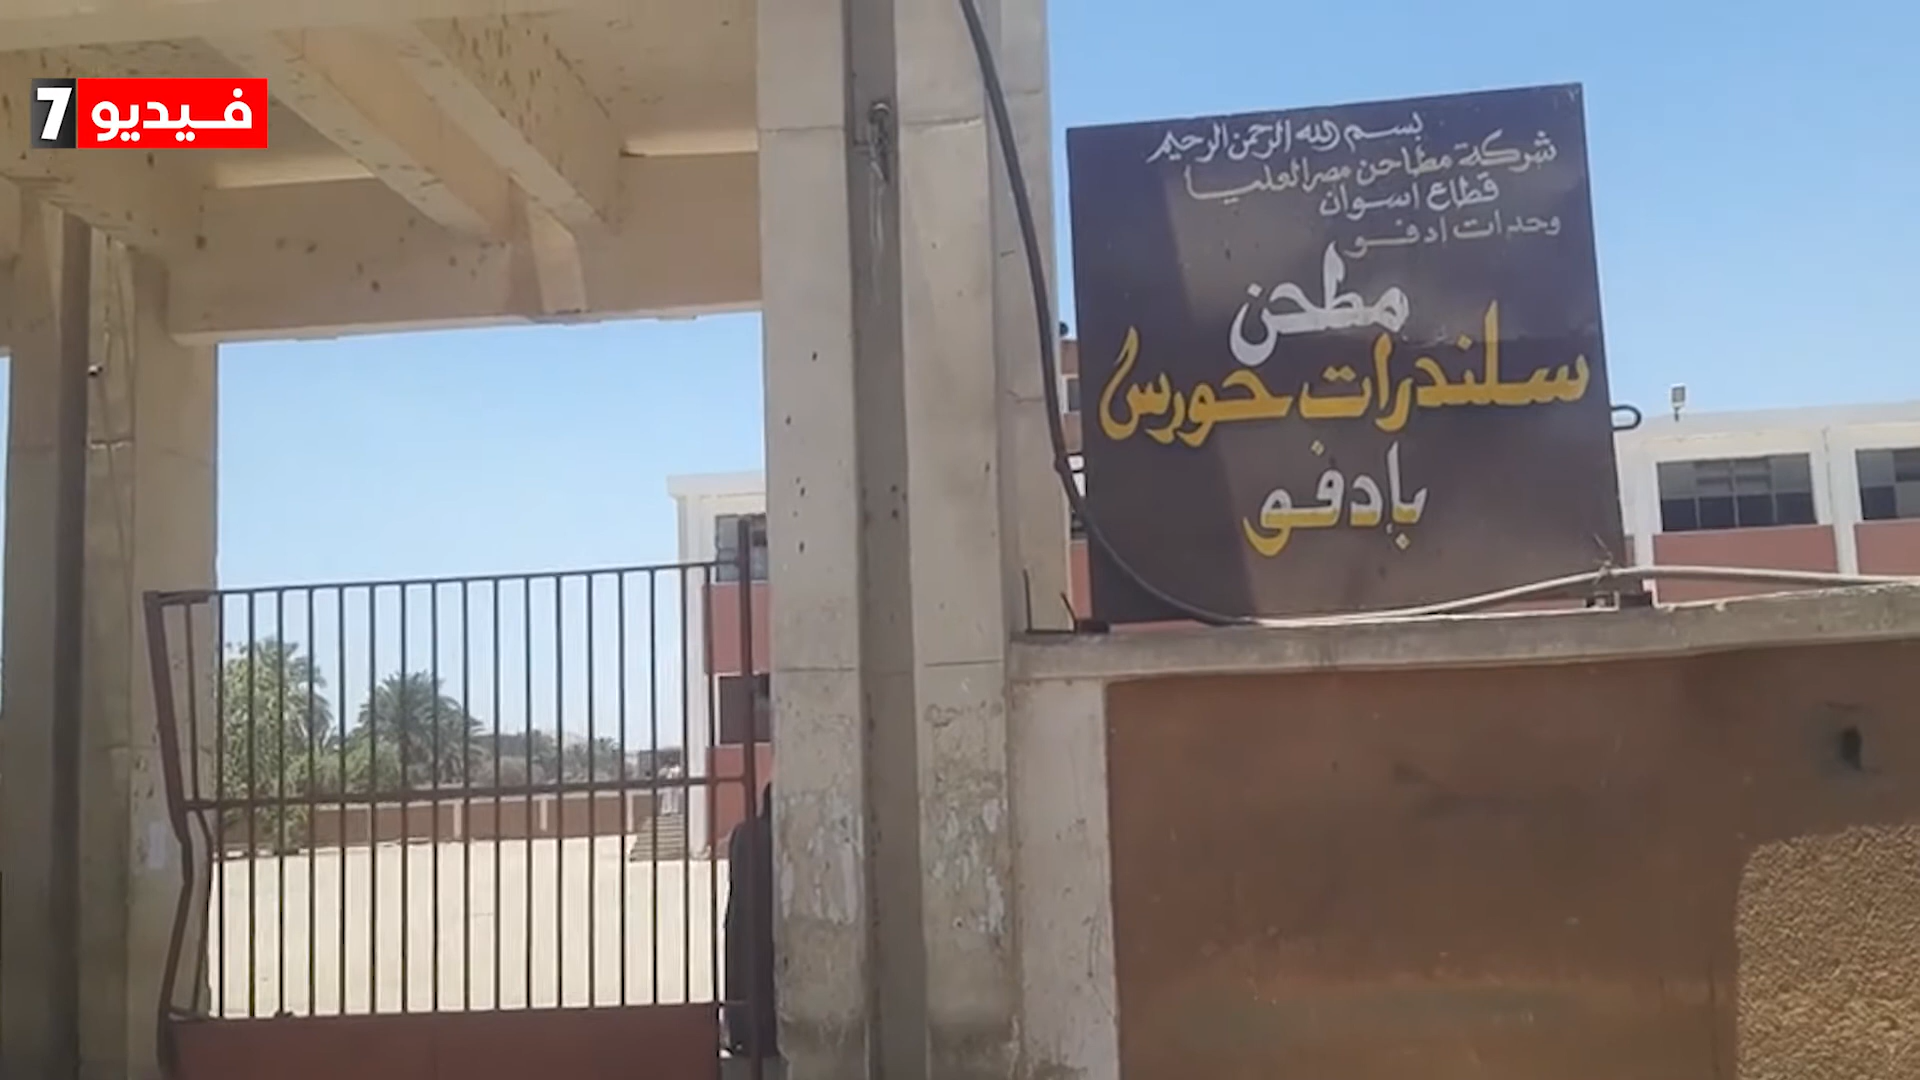 فيديو 7
بسم الله الرحمن الرحيم
شركة مطاحن مصر العليا
قطاع اسوان
وحدات ادفو
مطحن
سلندرات حورس
بإدفو